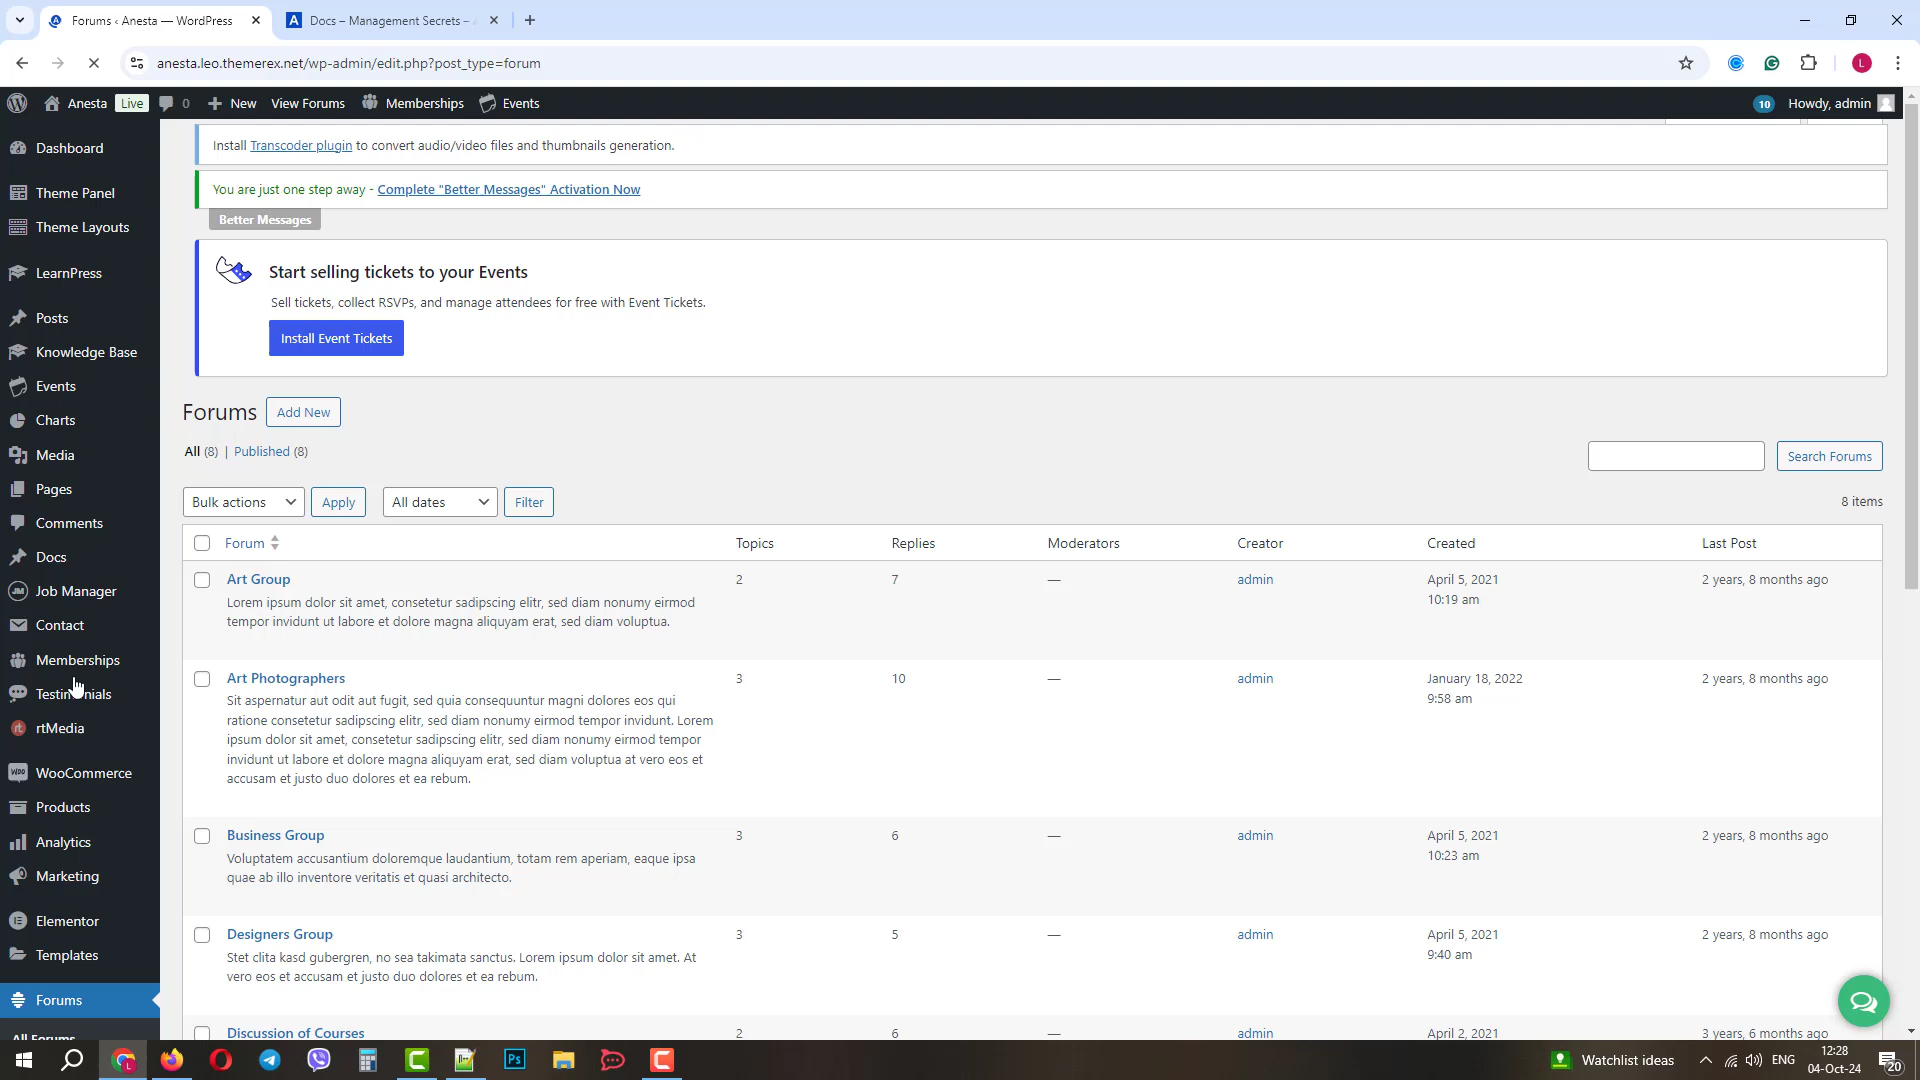 Forums ‹ Anesta — WordPress
Docs – Management Secrets –
anesta.leo.themerex.net/wp-admin/edit.php?post_type=forum
L
Anesta Live 0 New View Forums Memberships Events
10 Howdy, admin
Dashboard
Theme Panel
Theme Layouts
LearnPress
Posts
Knowledge Base
Events
Charts
Media
Pages
Comments
Docs
JM Job Manager
Contact
Memberships
Testimonials
rt rtMedia
Woo WooCommerce
Products
Analytics
Marketing
Elementor
Templates
Forums
All Forums
Install Transcoder plugin to convert audio/video files and thumbnails generation.
You are just one step away - Complete "Better Messages" Activation Now
Better Messages
Start selling tickets to your Events
Sell tickets, collect RSVPs, and manage attendees for free with Event Tickets.
Install Event Tickets
Forums Add New
All (8) | Published (8)
Search Forums
Bulk actions Apply All dates Filter
8 items
Forum Topics Replies Moderators Creator Created Last Post
Art Group 2 7 — admin April 5, 2021 2 years, 8 months ago
10:19 am
Lorem ipsum dolor sit amet, consetetur sadipscing elitr, sed diam nonumy eirmod
tempor invidunt ut labore et dolore magna aliquyam erat, sed diam voluptua.
Art Photographers 3 10 — admin January 18, 2022 2 years, 8 months ago
9:58 am
Sit aspernatur aut odit aut fugit, sed quia consequuntur magni dolores eos qui
ratione consetetur sadipscing elitr, sed diam nonumy eirmod tempor invidunt. Lorem
ipsum dolor sit amet, consetetur sadipscing elitr, sed diam nonumy eirmod tempor
invidunt ut labore et dolore magna aliquyam erat, sed diam voluptua at vero eos et
accusam et justo duo dolores et ea rebum.
Business Group 3 6 — admin April 5, 2021 2 years, 8 months ago
10:23 am
Voluptatem accusantium doloremque laudantium, totam rem aperiam, eaque ipsa
quae ab illo inventore veritatis et quasi architecto.
Designers Group 3 5 — admin April 5, 2021 2 years, 8 months ago
9:40 am
Stet clita kasd gubergren, no sea takimata sanctus. Lorem ipsum dolor sit amet. At
vero eos et accusam et justo duo dolores et ea rebum.
Discussion of Courses 2 6 — admin April 2, 2021 3 years, 6 months ago
Ps
Watchlist ideas
ENG
12:28
04-Oct-24
20